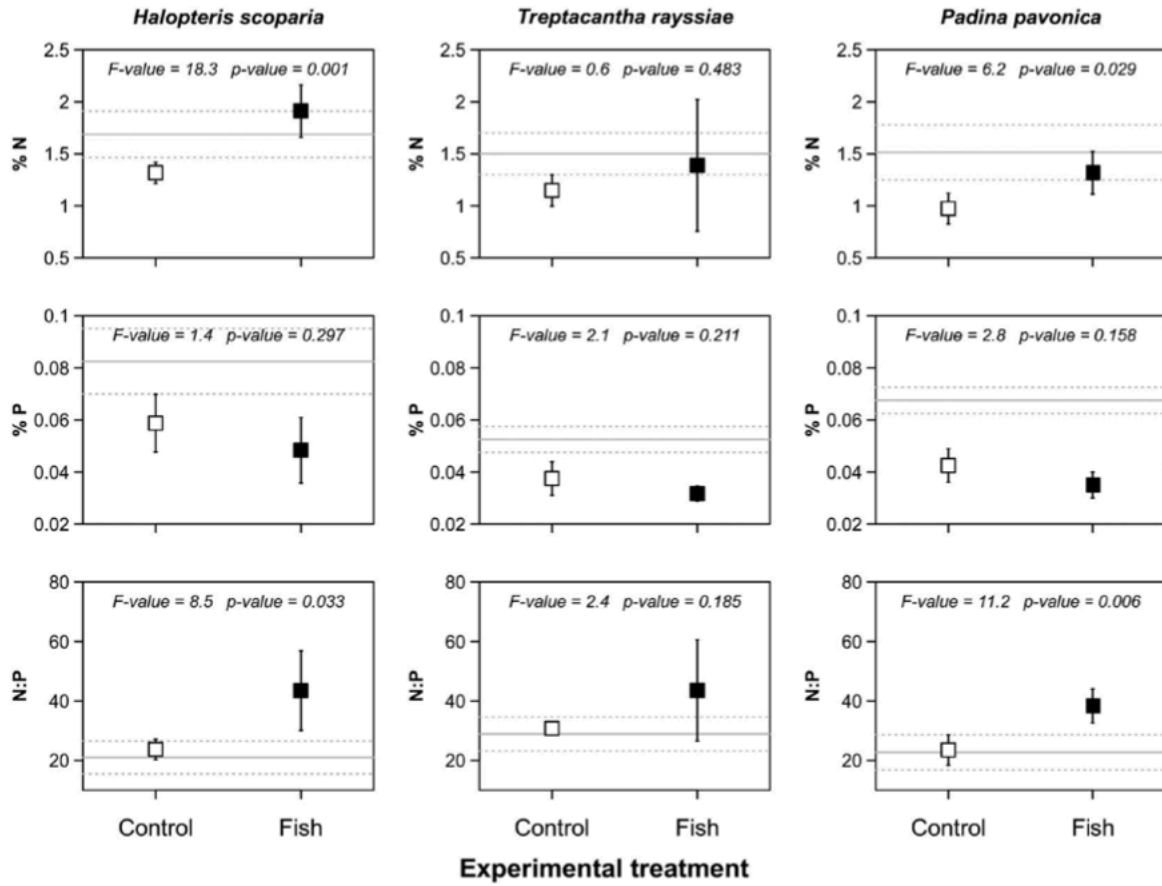 Halopteris scoparia Treptacantha rayssiae Padina pavonica
2.5 2.5 2.5
F-value = 18.3 p-value = 0.001 F-value = 0.6 p-value = 0.483 F-value = 6.2 p-value = 0.029
2 2 2
% N % N % N
1.5 1.5 1.5
1 1 1
0.5 0.5 0.5
0.1 0.1 0.1
F-value = 1.4 p-value = 0.297 F-value = 2.1 p-value = 0.211 F-value = 2.8 p-value = 0.158
0.08 0.08 0.08
% P % P % P
0.06 0.06 0.06
0.04 0.04 0.04
0.02 0.02 0.02
80 80 80
F-value = 8.5 p-value = 0.033 F-value = 2.4 p-value = 0.185 F-value = 11.2 p-value = 0.006
60 60 60
N:P N:P N:P
40 40 40
20 20 20
Control Fish Control Fish Control Fish
Experimental treatment